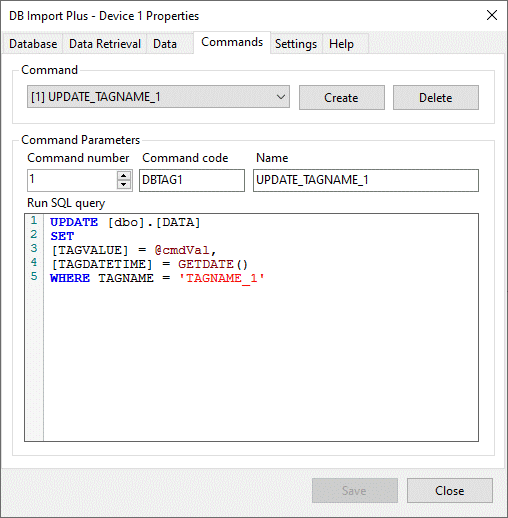 DB Import Plus - Device 1 Properties
Database Data Retrieval Data Commands Settings Help
Command
[1] UPDATE_TAGNAME_1 Create Delete
Command Parameters
Command number Command code Name
1 DBTAG1 UPDATE_TAGNAME_1
Run SQL query
1 UPDATE [dbo].[DATA]
2 SET
3 [TAGVALUE] = @cmdVal,
4 [TAGDATETIME] = GETDATE()
5 WHERE TAGNAME = 'TAGNAME_1'
Save Close